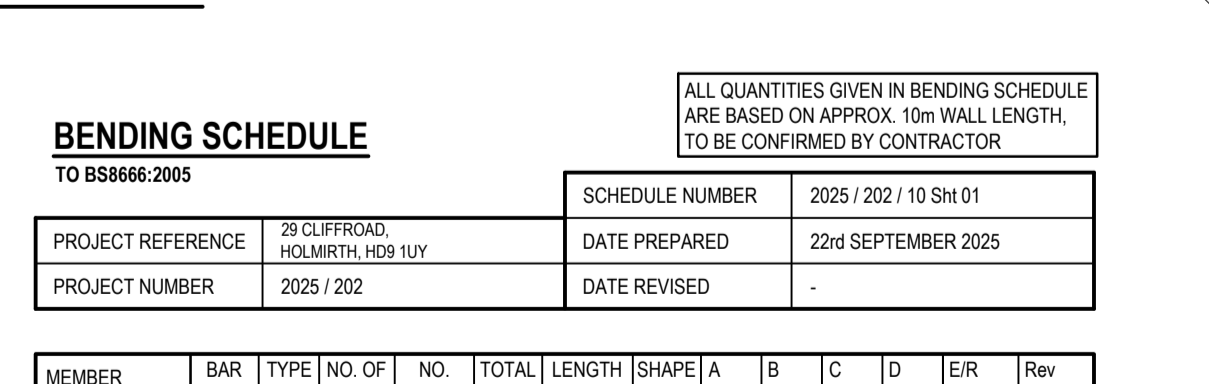 ALL QUANTITIES GIVEN IN BENDING SCHEDULE
ARE BASED ON APPROX. 10m WALL LENGTH,
TO BE CONFIRMED BY CONTRACTOR
BENDING SCHEDULE
TO BS8666:2005
SCHEDULE NUMBER 2025 / 202 / 10 Sht 01
PROJECT REFERENCE 29 CLIFFROAD,
HOLMIRTH, HD9 1UY
DATE PREPARED 22rd SEPTEMBER 2025
PROJECT NUMBER 2025 / 202 DATE REVISED -
MEMBER BAR TYPE NO. OF NO. TOTAL LENGTH SHAPE A B C D E/R Rev